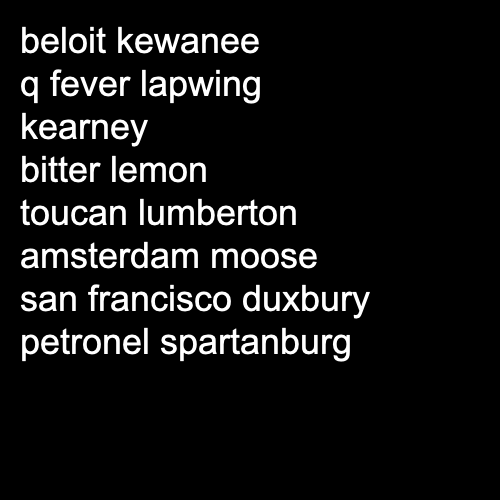 beloit kewanee
q fever lapwing
kearney
bitter lemon
toucan lumberton
amsterdam moose
san francisco duxbury
petronel spartanburg